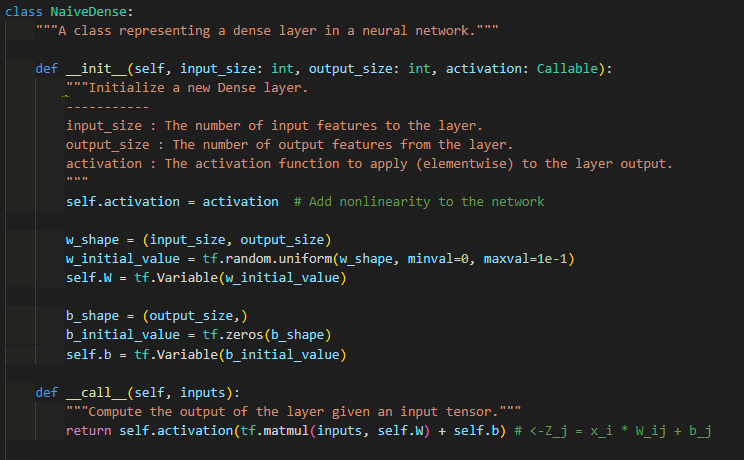 class NaiveDense:
    """A class representing a dense layer in a neural network."""

    def __init__(self, input_size: int, output_size: int, activation: Callable):
        """Initialize a new Dense layer.
        -----------
        input_size : The number of input features to the layer.
        output_size : The number of output features from the layer.
        activation : The activation function to apply (elementwise) to the layer output.
        """
        self.activation = activation  # Add nonlinearity to the network

        w_shape = (input_size, output_size)
        w_initial_value = tf.random.uniform(w_shape, minval=0, maxval=1e-1)
        self.W = tf.Variable(w_initial_value)

        b_shape = (output_size,)
        b_initial_value = tf.zeros(b_shape)
        self.b = tf.Variable(b_initial_value)

    def __call__(self, inputs):
        """Compute the output of the layer given an input tensor."""
        return self.activation(tf.matmul(inputs, self.W) + self.b) # <-Z_j = x_i * W_ij + b_j